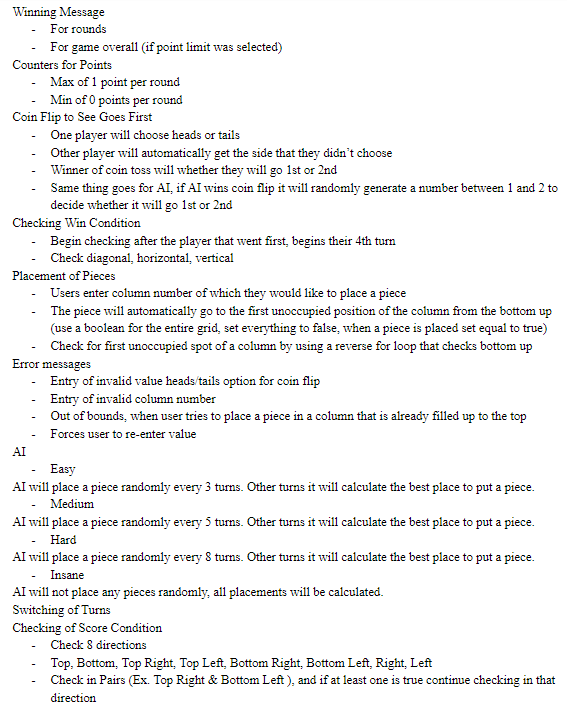 Winning Message
- For rounds
- For game overall (if point limit was selected)
Counters for Points
- Max of 1 point per round
- Min of 0 points per round
Coin Flip to See Goes First
- One player will choose heads or tails
- Other player will automatically get the side that they didn't choose
- Winner of coin toss will whether they will go 1st or 2nd
- Same thing goes for AI, if AI wins coin flip it will randomly generate a number between 1 and 2 to
decide whether it will go 1st or 2nd
Checking Win Condition
- Begin checking after the player that went first, begins their 4th turn
- Check diagonal, horizontal, vertical
Placement of Pieces
- Users enter column number of which they would like to place a piece
- The piece will automatically go to the first unoccupied position of the column from the bottom up
(use a boolean for the entire grid, set everything to false, when a piece is placed set equal to true)
- Check for first unoccupied spot of a column by using a reverse for loop that checks bottom up
Error messages
- Entry of invalid value heads/tails option for coin flip
- Entry of invalid column number
- Out of bounds, when user tries to place a piece in a column that is already filled up to the top
- Forces user to re-enter value
AI
- Easy
AI will place a piece randomly every 3 turns. Other turns it will calculate the best place to put a piece.
- Medium
AI will place a piece randomly every 5 turns. Other turns it will calculate the best place to put a piece.
- Hard
AI will place a piece randomly every 8 turns. Other turns it will calculate the best place to put a piece.
- Insane
AI will not place any pieces randomly, all placements will be calculated.
Switching of Turns
Checking of Score Condition
- Check 8 directions
- Top, Bottom, Top Right, Top Left, Bottom Right, Bottom Left, Right, Left
- Check in Pairs (Ex. Top Right & Bottom Left ), and if at least one is true continue checking in that
direction